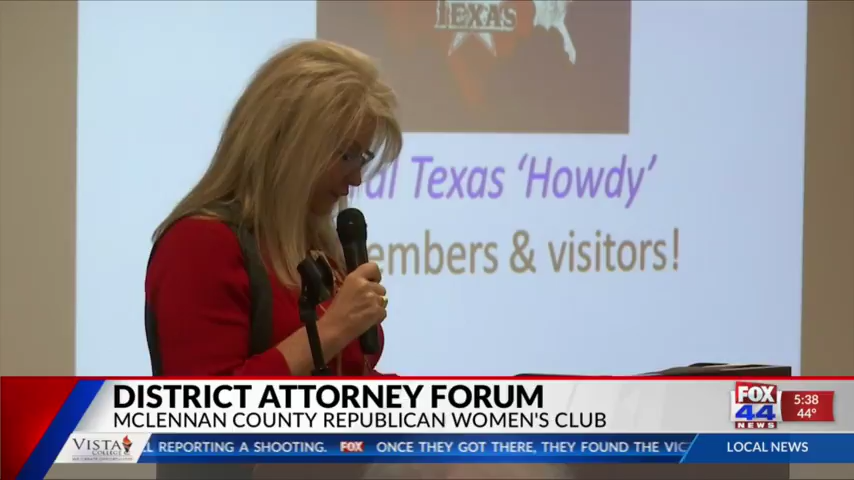 TEXAS
Texas 'Howdy'
embers & visitors!
DISTRICT ATTORNEY FORUM
MCLENNAN COUNTY REPUBLICAN WOMEN'S CLUB
FOX
44
NEWS
5:38
44°
VISTA
COLLEGE
REPORTING A SHOOTING. FOX ONCE THEY GOT THERE, THEY FOUND THE VIC
LOCAL NEWS